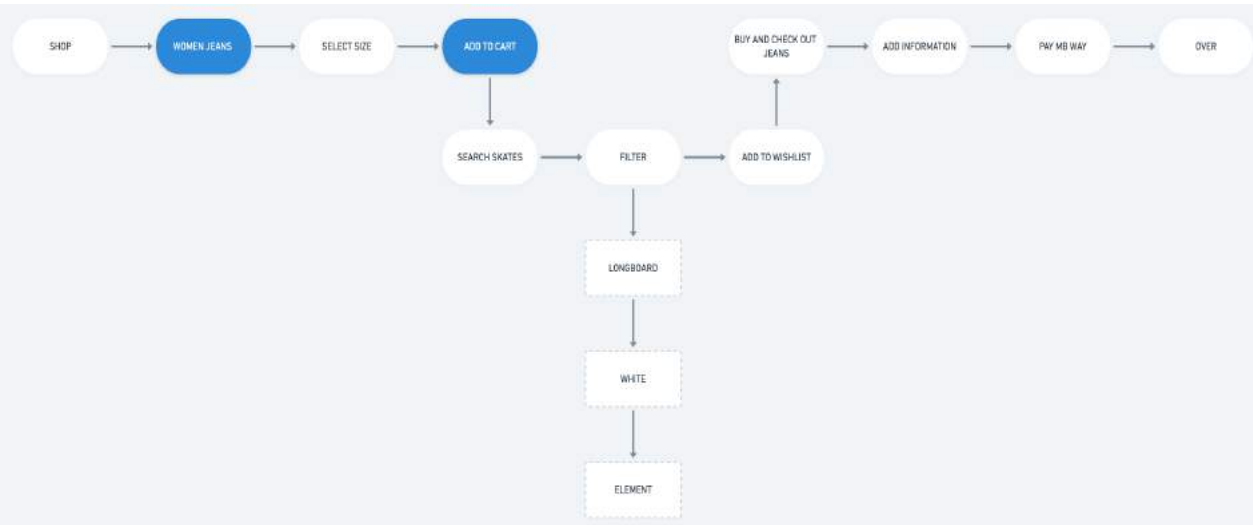 SHOP
WOMEN JEANS
SELECT SIZE
ADD TO CART
BUY AND CHECK OUT
JEANS
ADD INFORMATION
PAY MB WAY
OVER
SEARCH SKATES
FILTER
ADD TO WISHLIST
LONGBOARD
WHITE
ELEMENT